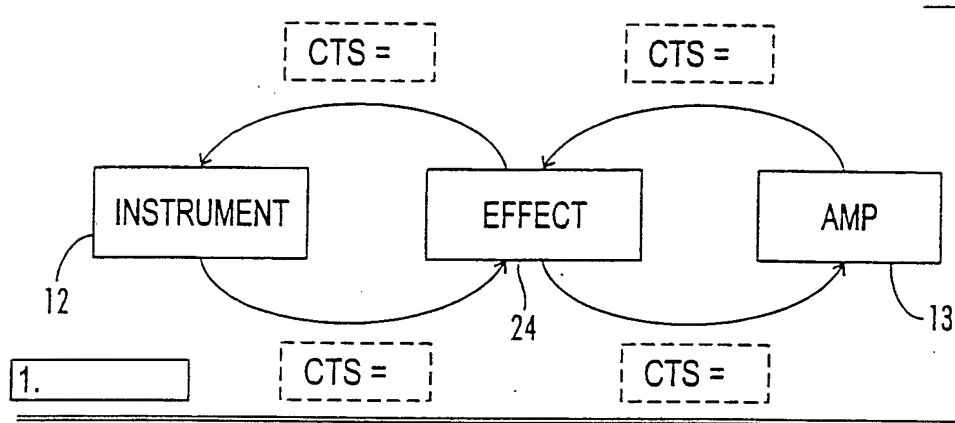 CTS = CTS =
INSTRUMENT EFFECT AMP
12 24 13
CTS = CTS =
1.